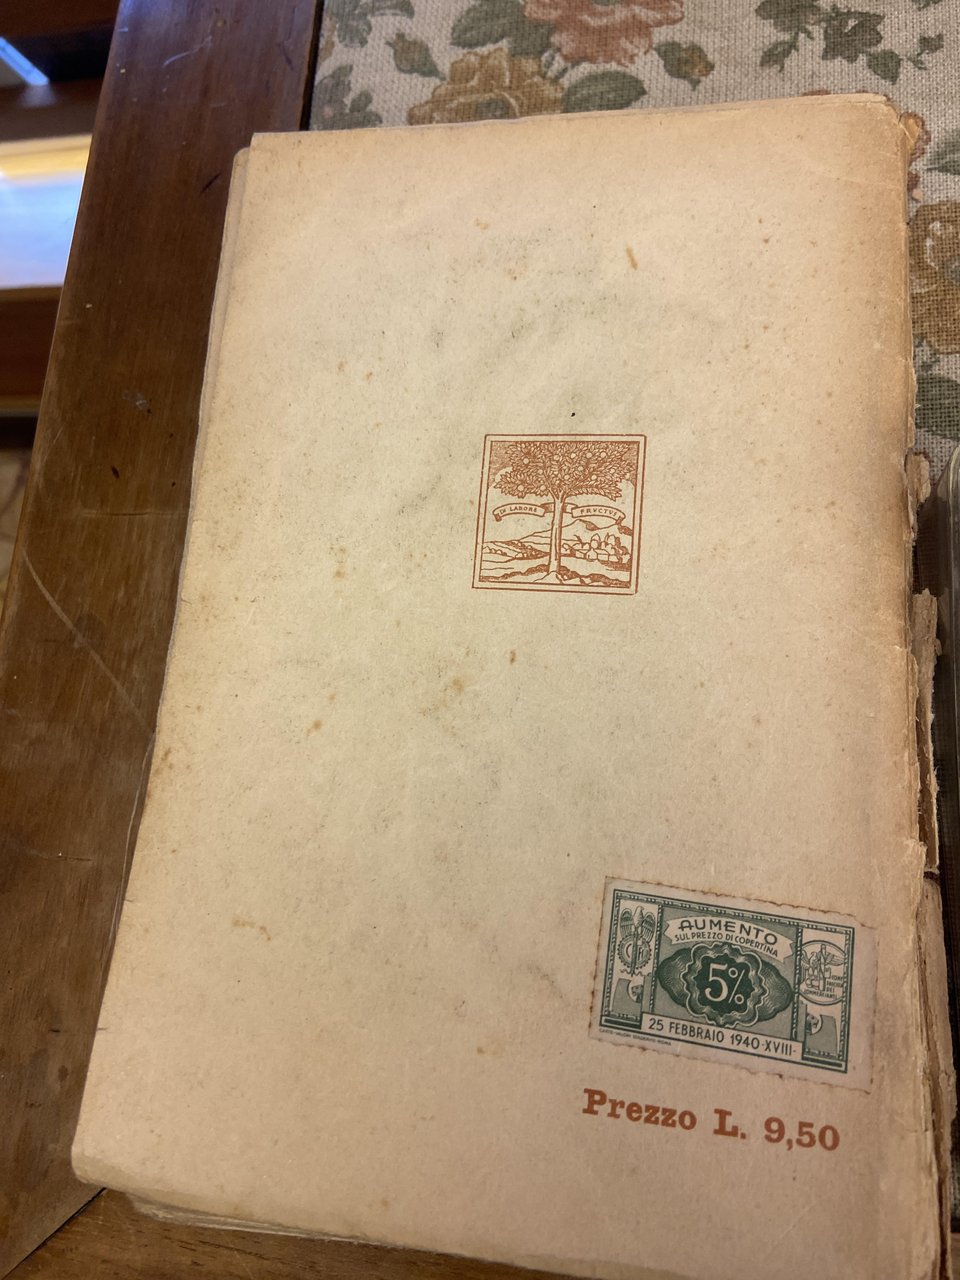 IN LABORE FRVCTVS
AUMENTO
SUL PREZZO DI COPERTINA
5%
25 FEBBRAIO 1940-XVIII-
Prezzo L. 9,50